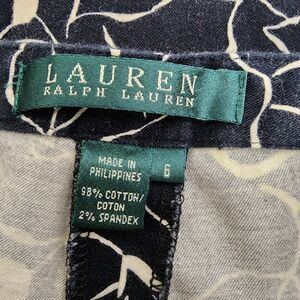 LAUREN
RALPH LAUREN
MADE IN
PHILIPPINES
6
98% COTTON/
COTON
2% SPANDEX